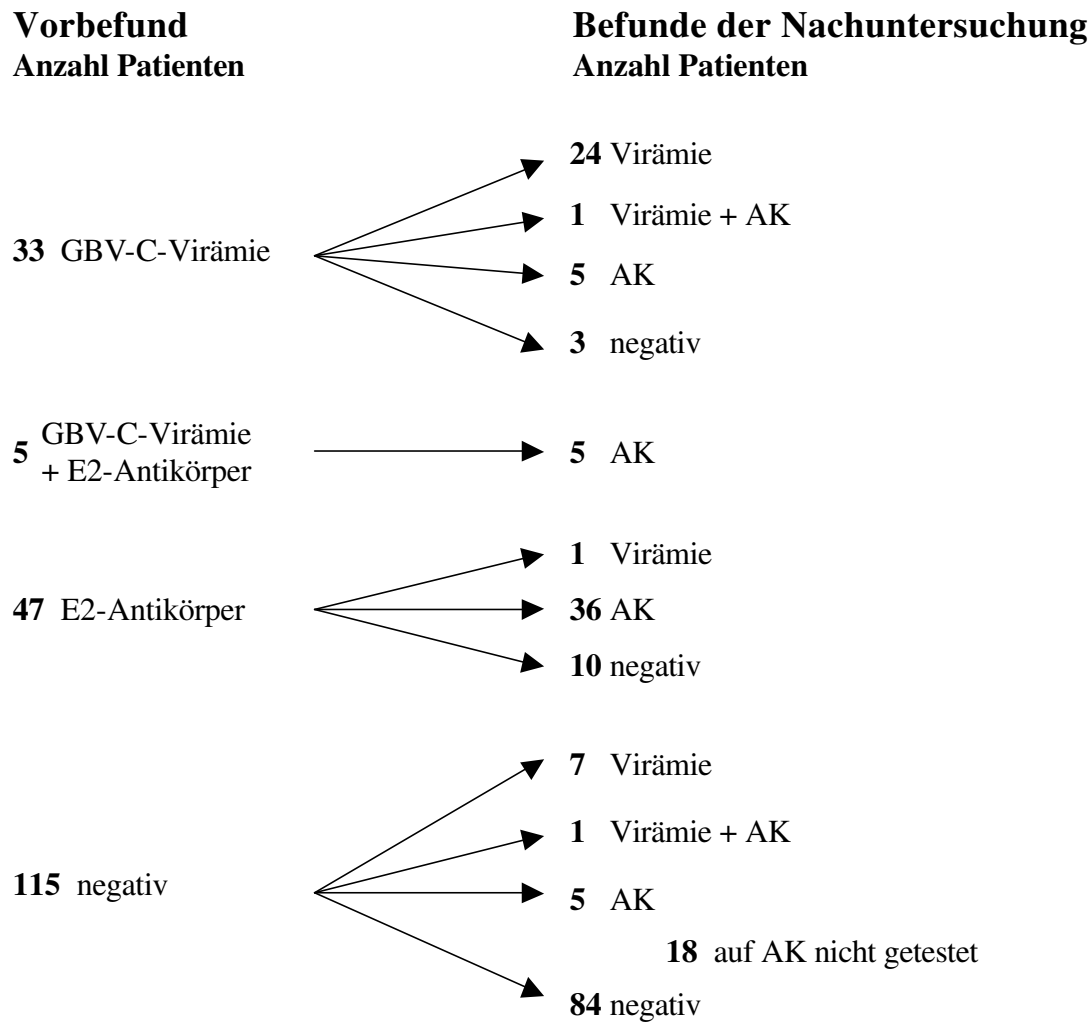 Vorbefund
Anzahl Patienten
Befunde der Nachuntersuchung
Anzahl Patienten
33 GBV-C-Virämie
24 Virämie
1 Virämie + AK
5 AK
3 negativ
5 GBV-C-Virämie
+ E2-Antikörper
5 AK
47 E2-Antikörper
1 Virämie
36 AK
10 negativ
115 negativ
7 Virämie
1 Virämie + AK
5 AK
18 auf AK nicht getestet
84 negativ